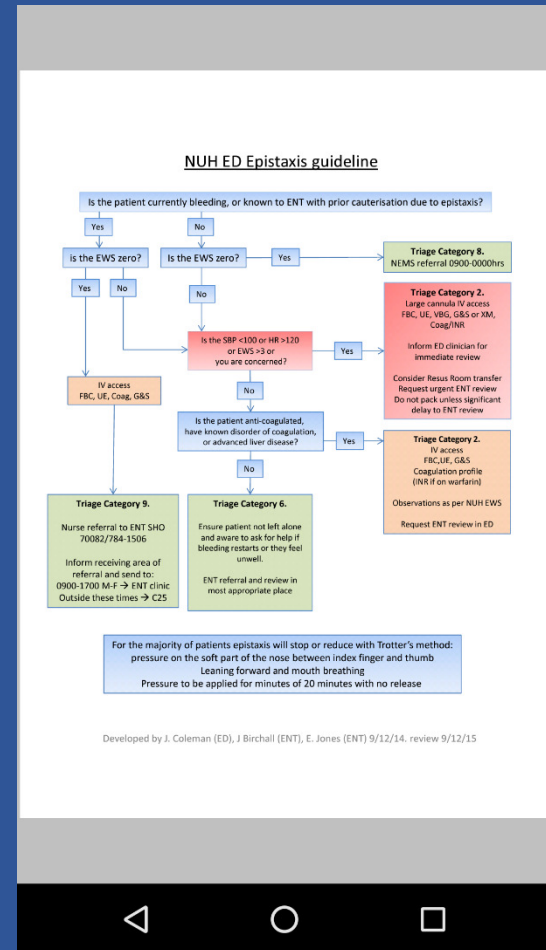 NUH ED Epistaxis guideline
Is the patient currently bleeding, or known to ENT with prior cauterisation due to epistaxis?
Yes
No
is the EWS zero?
Is the EWS zero?
Yes
Triage Category 8.
NEMS referral 0900-0000hrs
Yes
No
No
Triage Category 2.
Large cannula IV access
FBC, UE, VBG, G&S or XM,
Coag/INR
Inform ED clinician for
immediate review
Consider Resus Room transfer
Request urgent ENT review
Do not pack unless significant
delay to ENT review
Is the SBP <100 or HR >120
or EWS >3 or
you are concerned?
Yes
No
IV access
FBC, UE, Coag, G&S
Is the patient anti-coagulated,
have known disorder of coagulation,
or advanced liver disease?
Yes
No
Triage Category 2.
IV access
FBC,UE, G&S
Coagulation profile
(INR if on warfarin)
Observations as per NUH EWS
Request ENT review in ED
Triage Category 9.
Nurse referral to ENT SHO
70082/784-1506
Inform receiving area of
referral and send to:
0900-1700 M-F → ENT clinic
Outside these times → C25
Triage Category 6.
Ensure patient not left alone
and aware to ask for help if
bleeding restarts or they feel
unwell.
ENT referral and review in
most appropriate place
For the majority of patients epistaxis will stop or reduce with Trotter's method:
pressure on the soft part of the nose between index finger and thumb
Leaning forward and mouth breathing
Pressure to be applied for minutes of 20 minutes with no release
Developed by J. Coleman (ED), J Birchall (ENT), E. Jones (ENT) 9/12/14. review 9/12/15